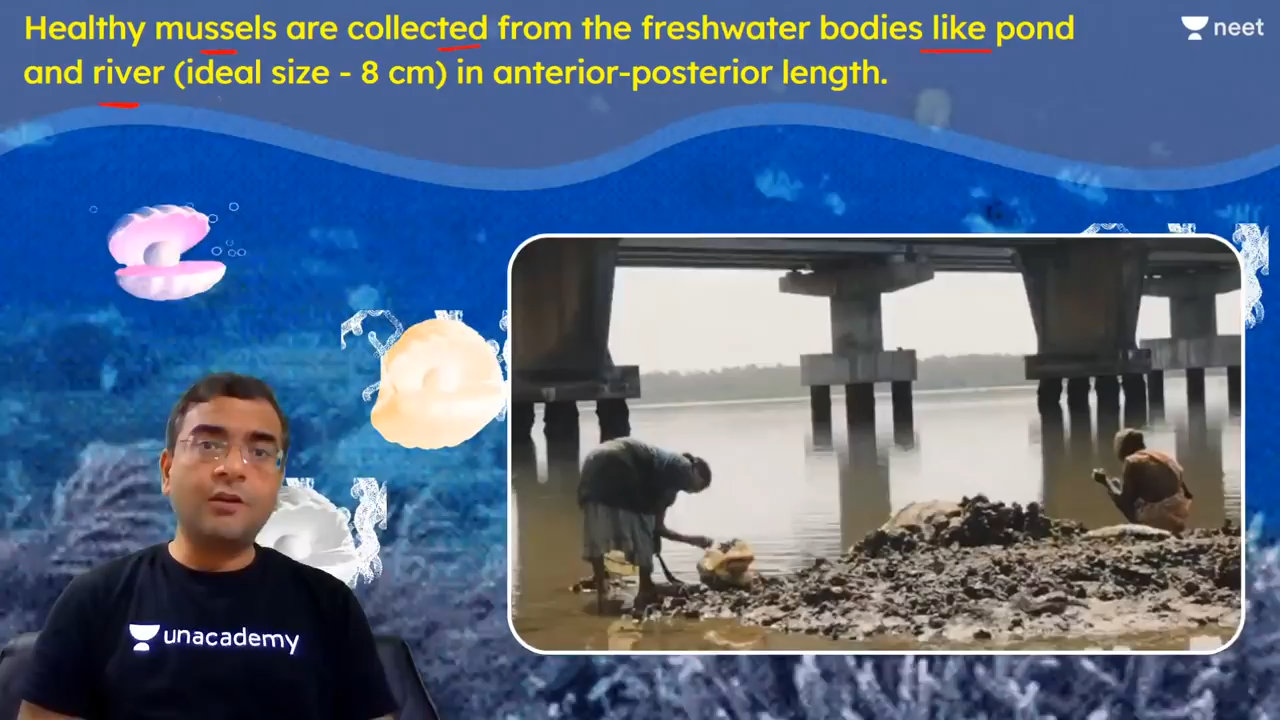 Healthy mussels are collected from the freshwater bodies like pond
and river (ideal size - 8 cm) in anterior-posterior length.
neet
unacademy